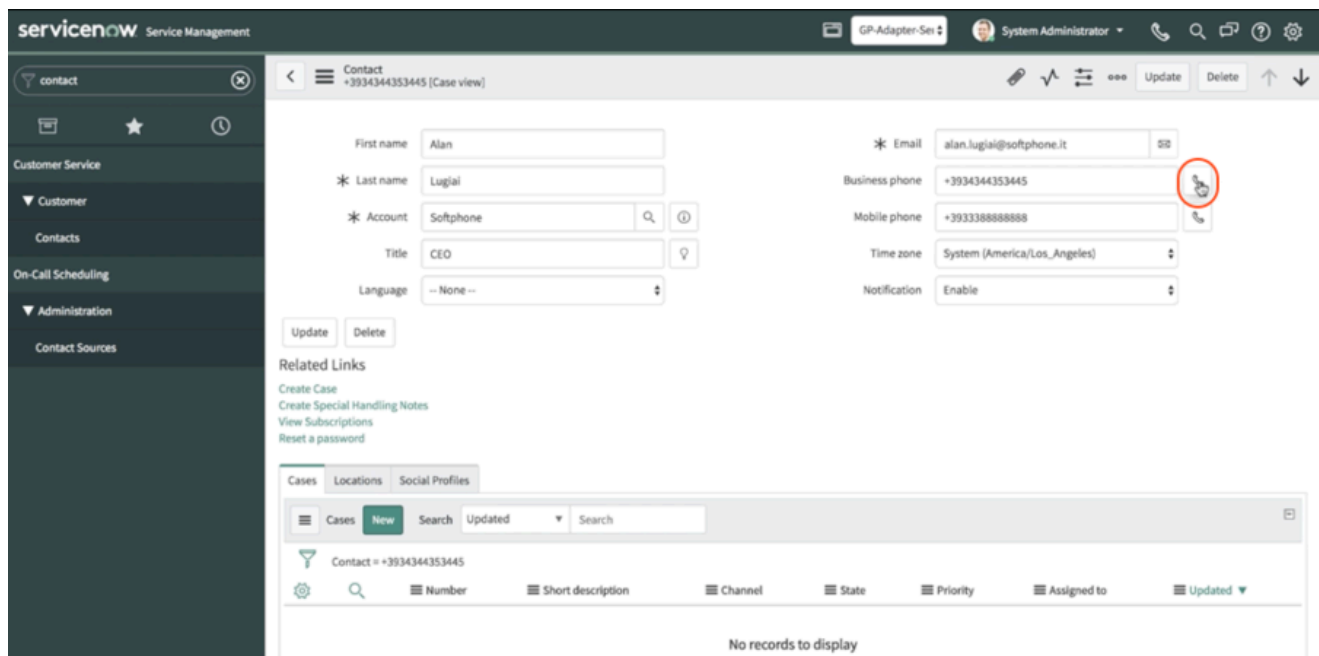 servicenow Service Management
GP-Adapter-Ser
System Administrator
contact
Contact
+3934344353445 [Case view]
Update
Delete
Customer Service
Customer
Contacts
On-Call Scheduling
Administration
Contact Sources
First name Alan
Email alan.lugiai@softphone.it
Last name Lugiai
Business phone +3934344353445
Account Softphone
Mobile phone +3933388888888
Title CEO
Time zone System (America/Los_Angeles)
Language -- None --
Notification Enable
Update Delete
Related Links
Create Case
Create Special Handling Notes
View Subscriptions
Reset a password
Cases Locations Social Profiles
Cases New Search Updated Search
Contact = +3934344353445
Number Short description Channel State Priority Assigned to Updated
No records to display